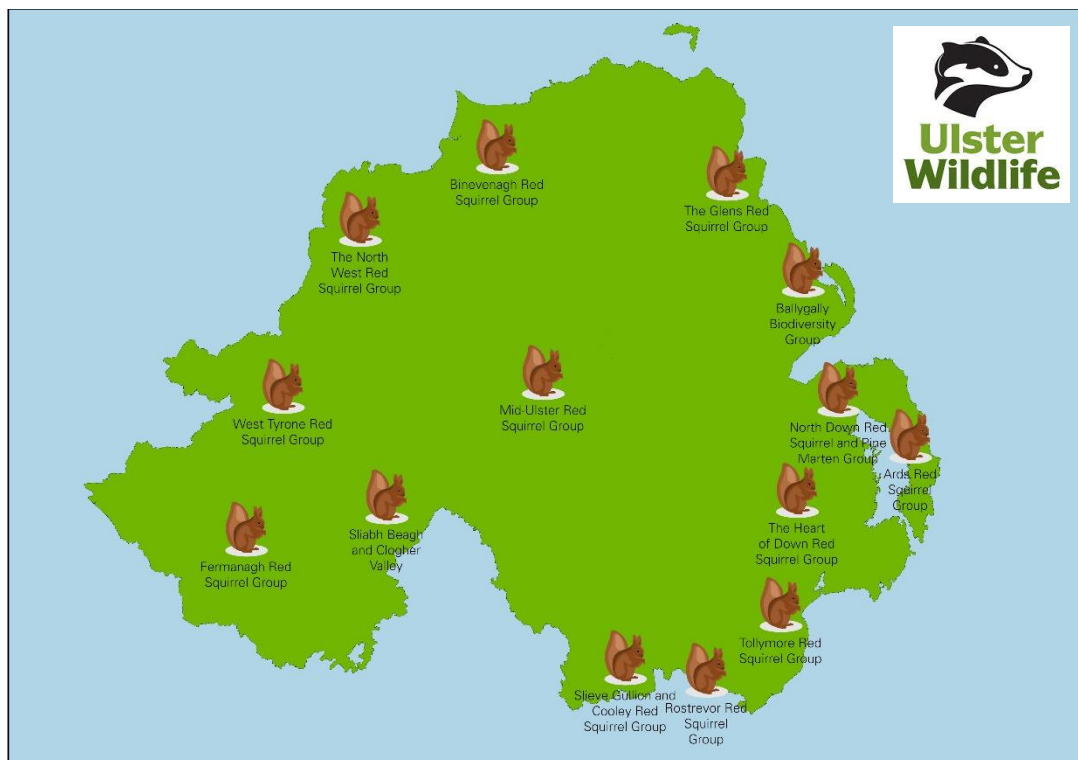 Ulster
Wildlife
Binevenagh Red
Squirrel Group
The Glens Red
Squirrel Group
The North
West Red
Squirrel Group
Ballygally
Biodiversity
Group
Mid-Ulster Red
Squirrel Group
West Tyrone Red
Squirrel Group
North Down Red
Squirrel and Pine
Marten Group
Ards Red
Squirrel
Group
Sliabh Beagh
and Clogher
Valley
The Heart
of Down Red
Squirrel Group
Fermanagh Red
Squirrel Group
Tollymore Red
Squirrel Group
Slieve Gullion and
Cooley Red
Squirrel Group
Rostrevor Red
Squirrel
Group